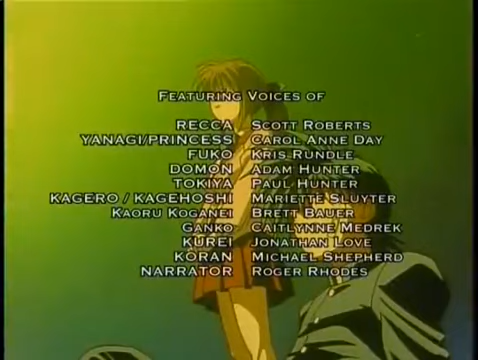 FEATURING VOICES OF
RECCA SCOTT ROBERTS
YANAGI/PRINCESS CAROL ANNE DAY
FUKO KRIS RUNDLE
DOMON ADAM HUNTER
TOKIYA PAUL HUNTER
KAGERO / KAGEHOSHI MARIETTE SLUYTER
KAORU KOGANEI BRETT BAUER
GANKO CAITLYNNE MEDREK
KUREI JONATHAN LOVE
KORAN MICHAEL SHEPHERD
NARRATOR ROGER RHODES